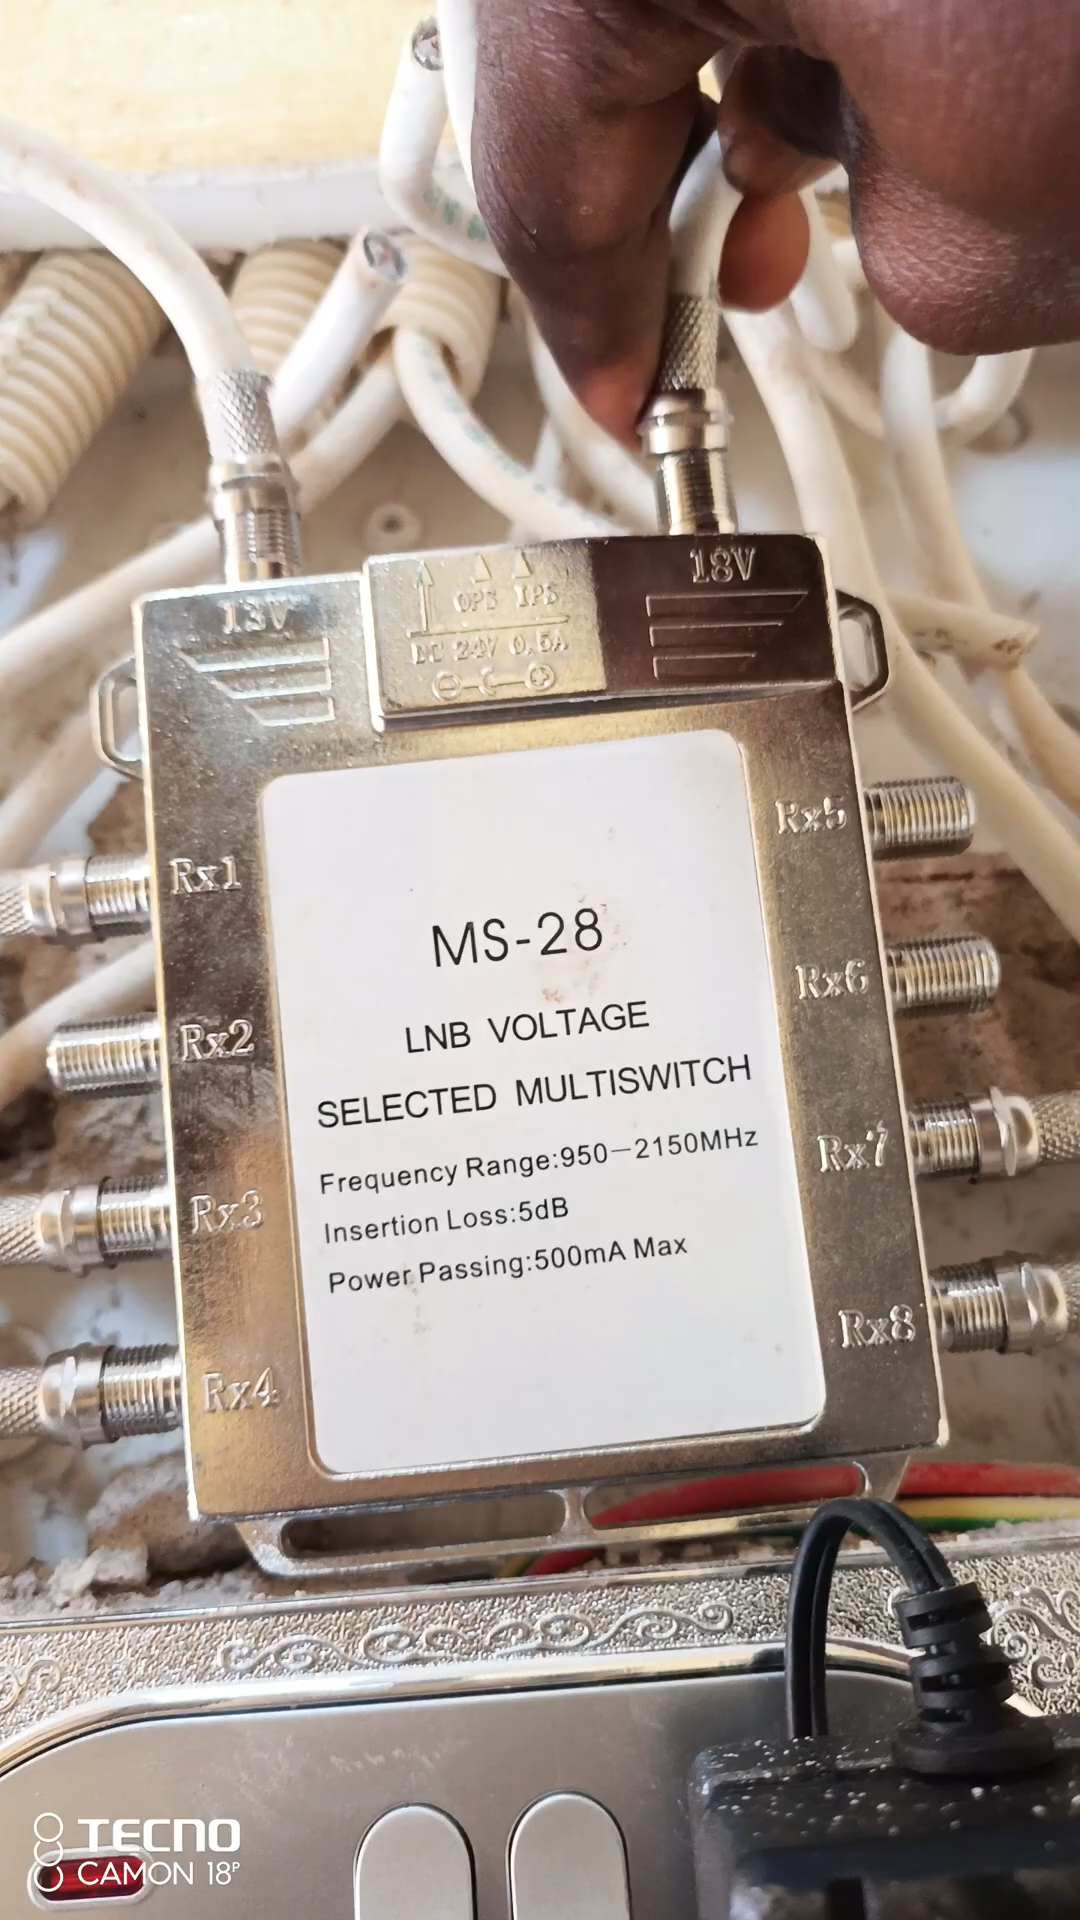 13V
OPS IPS
DC 24V 0.5A
18V
Rx1
Rx2
Rx3
Rx4
Rx5
Rx6
Rx7
Rx8
MS-28
LNB VOLTAGE
SELECTED MULTISWITCH
Frequency Range:950-2150MHz
Insertion Loss:5dB
Power Passing:500mA Max
TECNO
CAMON 18P